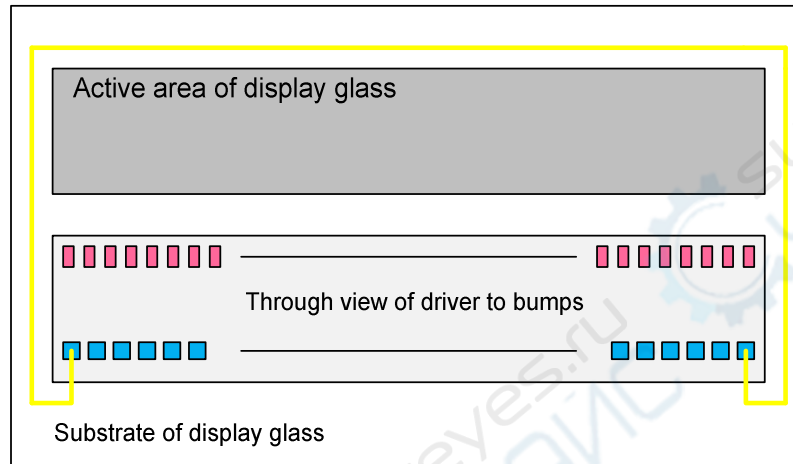 Active area of display glass
Through view of driver to bumps
Substrate of display glass